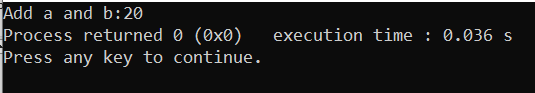 Add a and b:20
Process returned 0 (0x0)   execution time : 0.036 s
Press any key to continue.